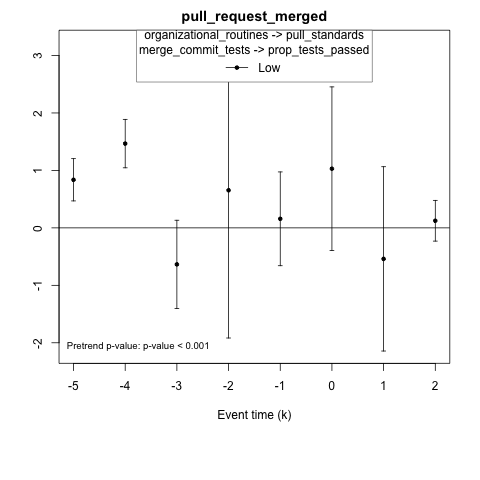 pull_request_merged
organizational_routines -> pull_standards
merge_commit_tests -> prop_tests_passed
Low
3
2
1
0
-1
-2
Pretrend p-value: p-value < 0.001
-5 -4 -3 -2 -1 0 1 2
Event time (k)